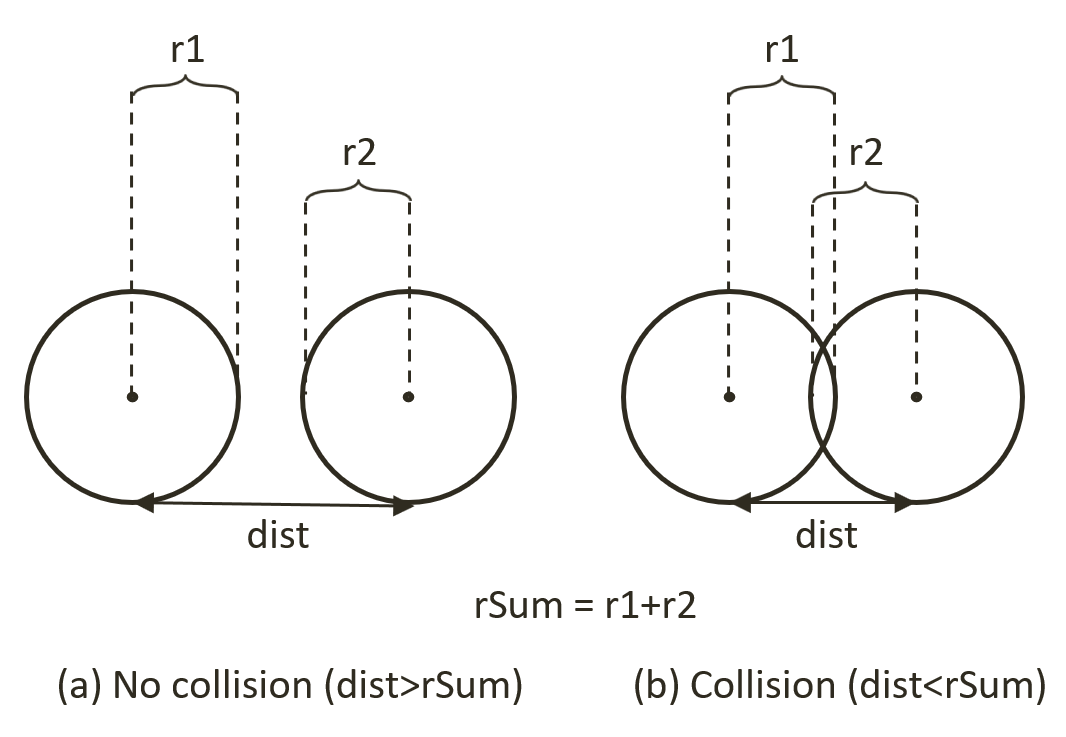 r1
r2
dist
r1
r2
dist
rSum = r1+r2
(a) No collision (dist>rSum)
(b) Collision (dist<rSum)